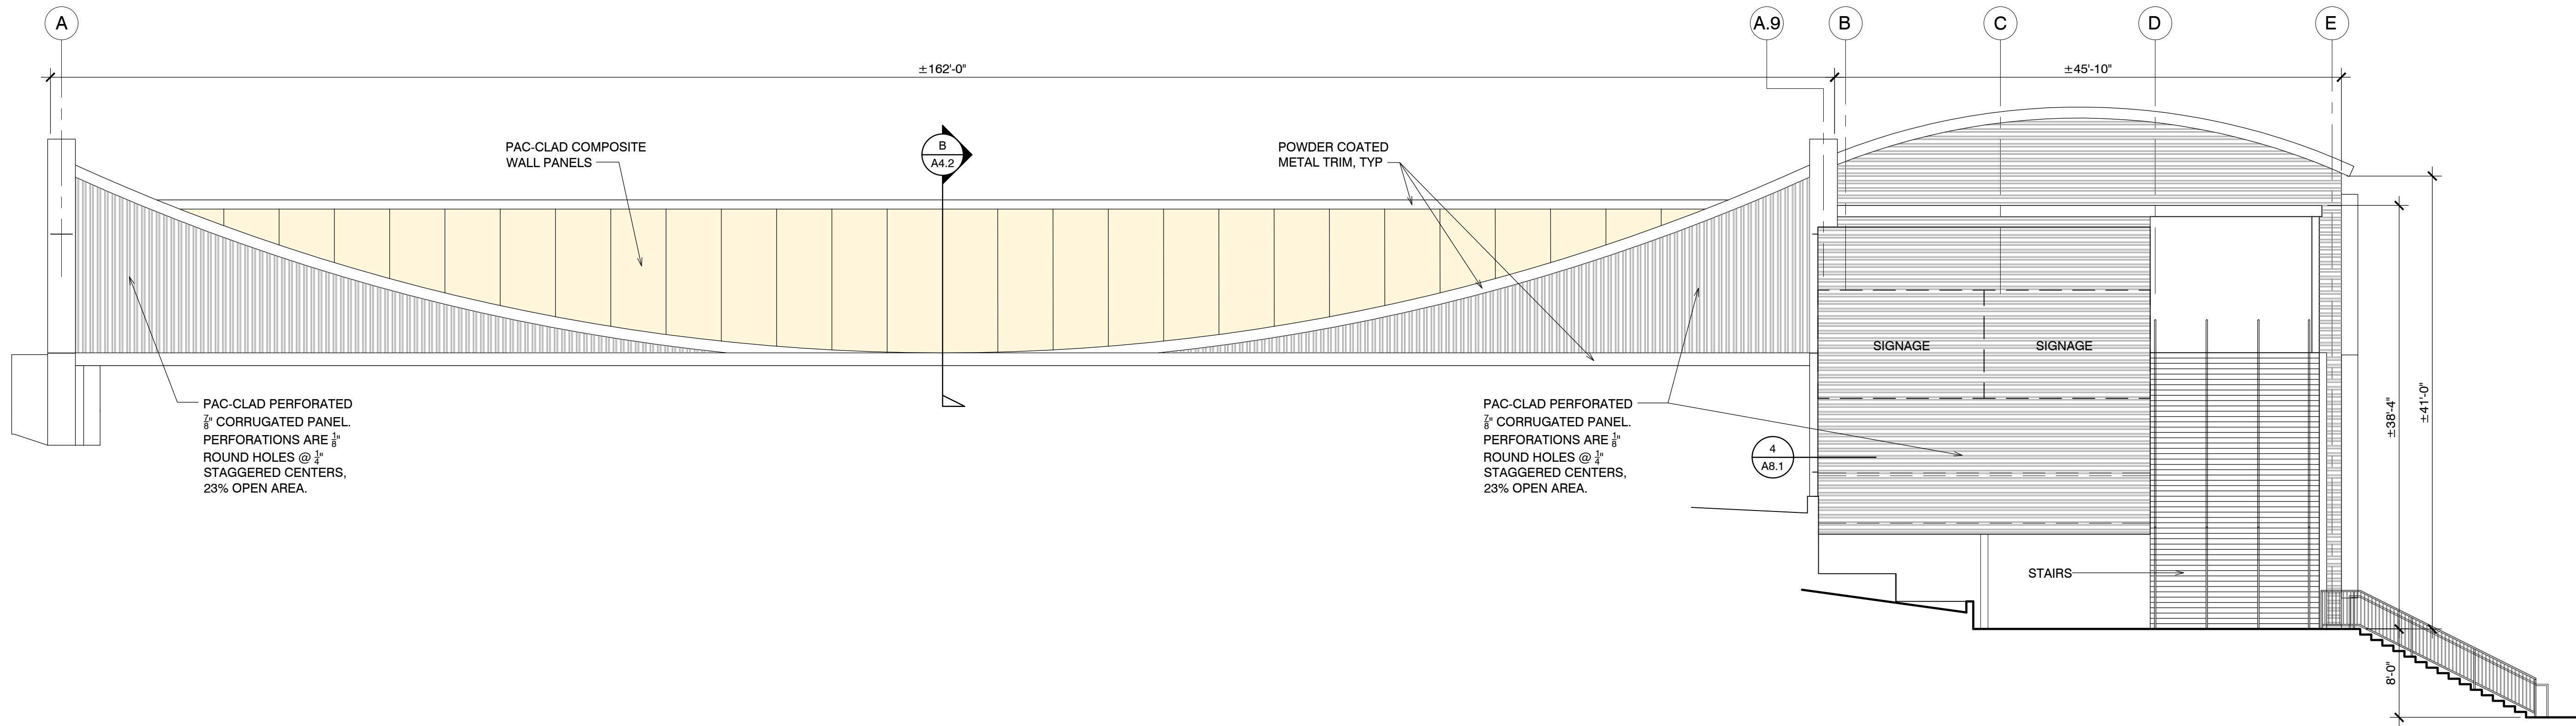 A
A.9
B
C
D
E
±162'-0"
±45'-10"
PAC-CLAD COMPOSITE
WALL PANELS
B
A4.2
POWDER COATED
METAL TRIM, TYP
SIGNAGE
SIGNAGE
PAC-CLAD PERFORATED
7/8" CORRUGATED PANEL.
PERFORATIONS ARE 1/8"
ROUND HOLES @ 1/4"
STAGGERED CENTERS,
23% OPEN AREA.
PAC-CLAD PERFORATED
7/8" CORRUGATED PANEL.
PERFORATIONS ARE 1/8"
ROUND HOLES @ 1/4"
STAGGERED CENTERS,
23% OPEN AREA.
4
A8.1
±38'-4"
±41'-0"
STAIRS
8'-0"